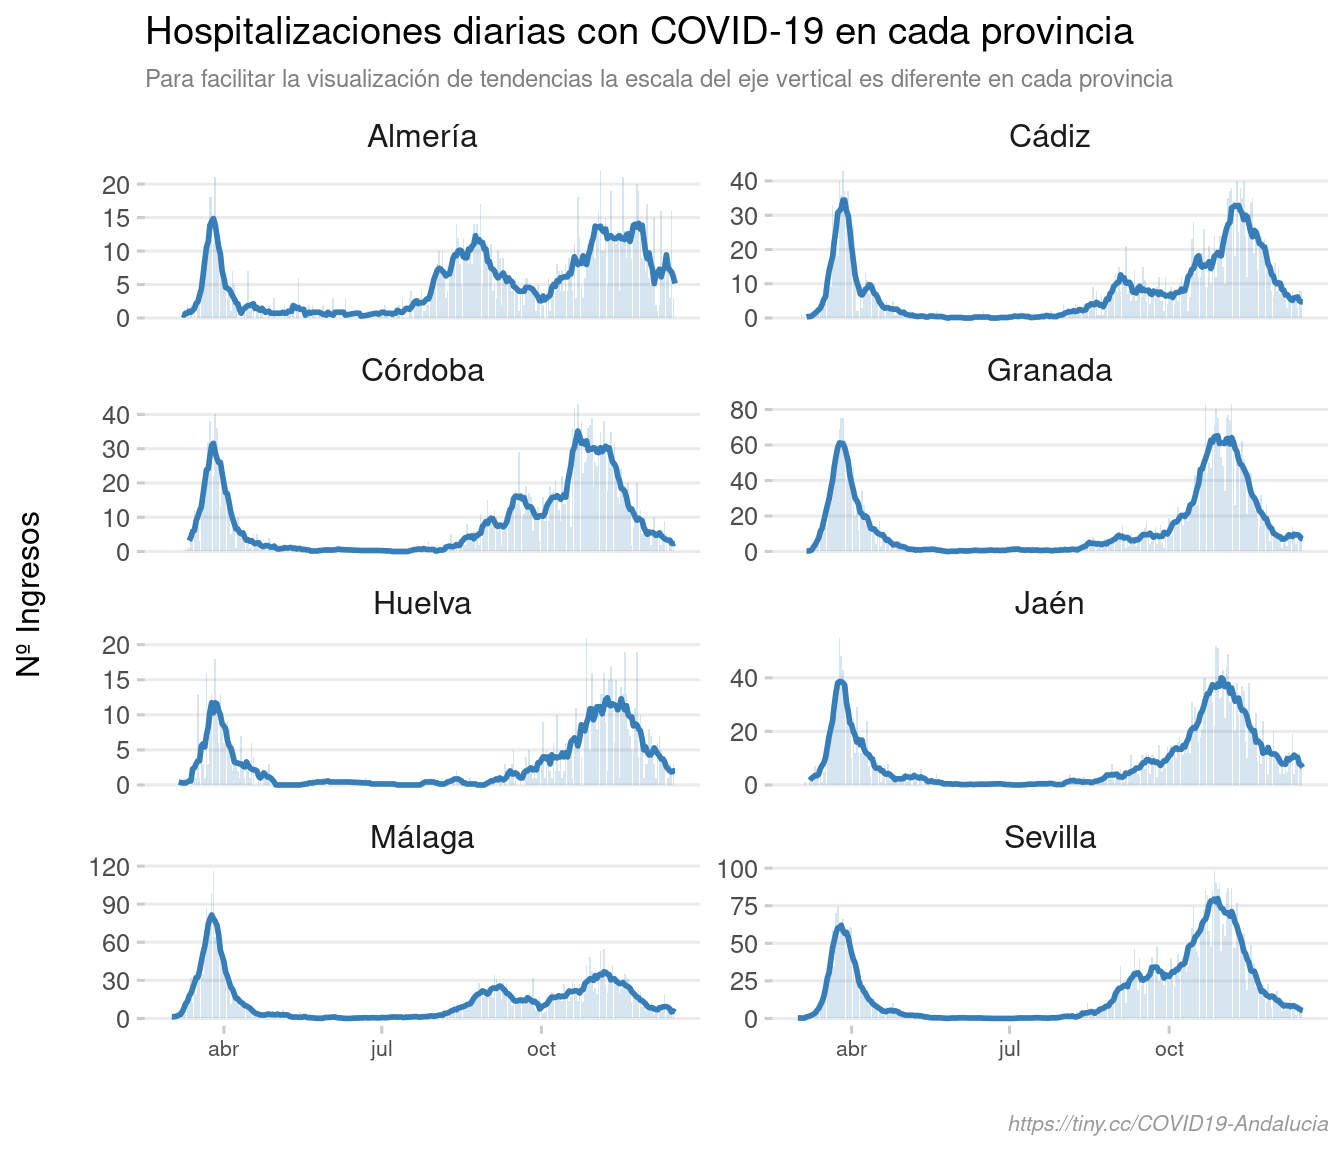 Hospitalizaciones diarias con COVID-19 en cada provincia
Para facilitar la visualización de tendencias la escala del eje vertical es diferente en cada provincia
Nº Ingresos
Almería
20
15
10
5
0
Cádiz
40
30
20
10
0
Córdoba
40
30
20
10
0
Granada
80
60
40
20
0
Huelva
20
15
10
5
0
Jaén
40
20
0
Málaga
120
90
60
30
0
abr jul oct
Sevilla
100
75
50
25
0
abr jul oct
https://tiny.cc/COVID19-Andalucia